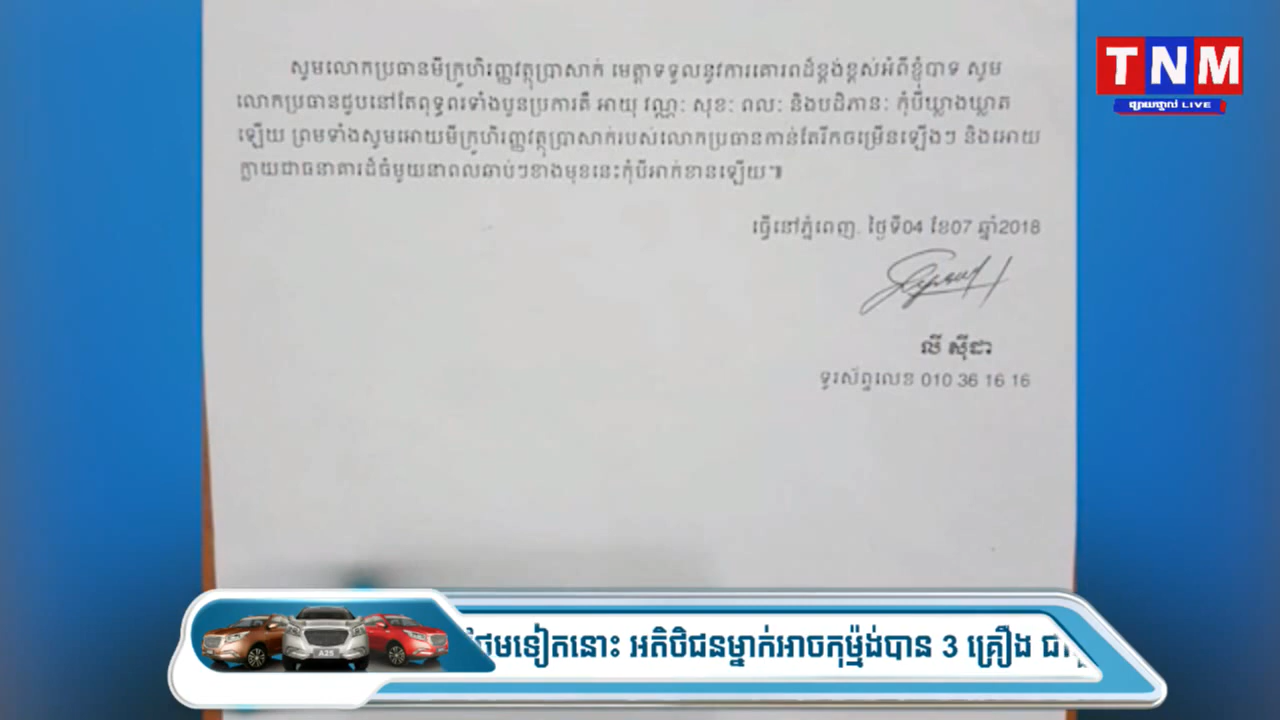 TNM
ផ្សាយផ្ទាល់ LIVE
សូមលោកប្រធានមីក្រូហិរញ្ញវត្ថុប្រាសាក់ មេត្តាទទួលនូវការគោរពដ៏ខ្ពង់ខ្ពស់អំពីខ្ញុំបាទ សូម
លោកប្រធានជួបនៅតែពុទ្ធពរទាំងបួនប្រការគឺ អាយុ វណ្ណៈ សុខៈ ពលៈ និងបដិភានៈ កុំបីឃ្លាងឃ្លាត
ឡើយ ព្រមទាំងសូមអោយមីក្រូហិរញ្ញវត្ថុប្រាសាក់របស់លោកប្រធានកាន់តែរីកចម្រើនឡើងៗ និងអោយ
ក្លាយជាធនាគារដ៏ធំមួយនាពេលឆាប់ៗខាងមុខនេះកុំបីអាក់ខានឡើយ៕
ធ្វើនៅភ្នំពេញ. ថ្ងៃទី04 ខែ07 ឆ្នាំ2018
លី ស៊ីដា
ទូរស័ព្ទលេខ 010 36 16 16
A25
ថែមទៀតនោះ អតិថិជនម្នាក់អាចកុម្ម៉ង់បាន 3 គ្រឿង